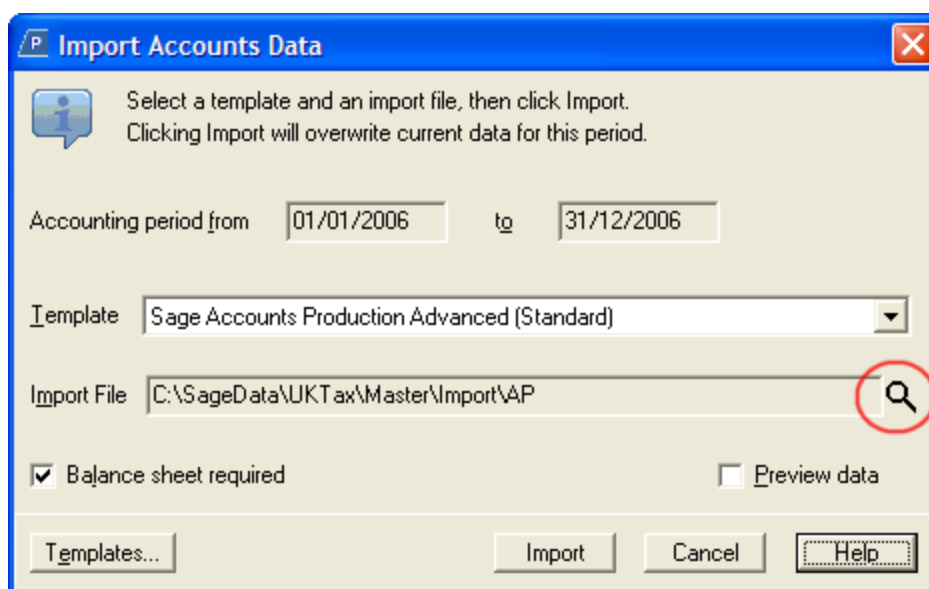 P Import Accounts Data
Select a template and an import file, then click Import.
Clicking Import will overwrite current data for this period.
Accounting period from 01/01/2006 to 31/12/2006
Template Sage Accounts Production Advanced (Standard)
Import File C:\SageData\UKTax\Master\Import\AP
Balance sheet required Preview data
Templates... Import Cancel Help